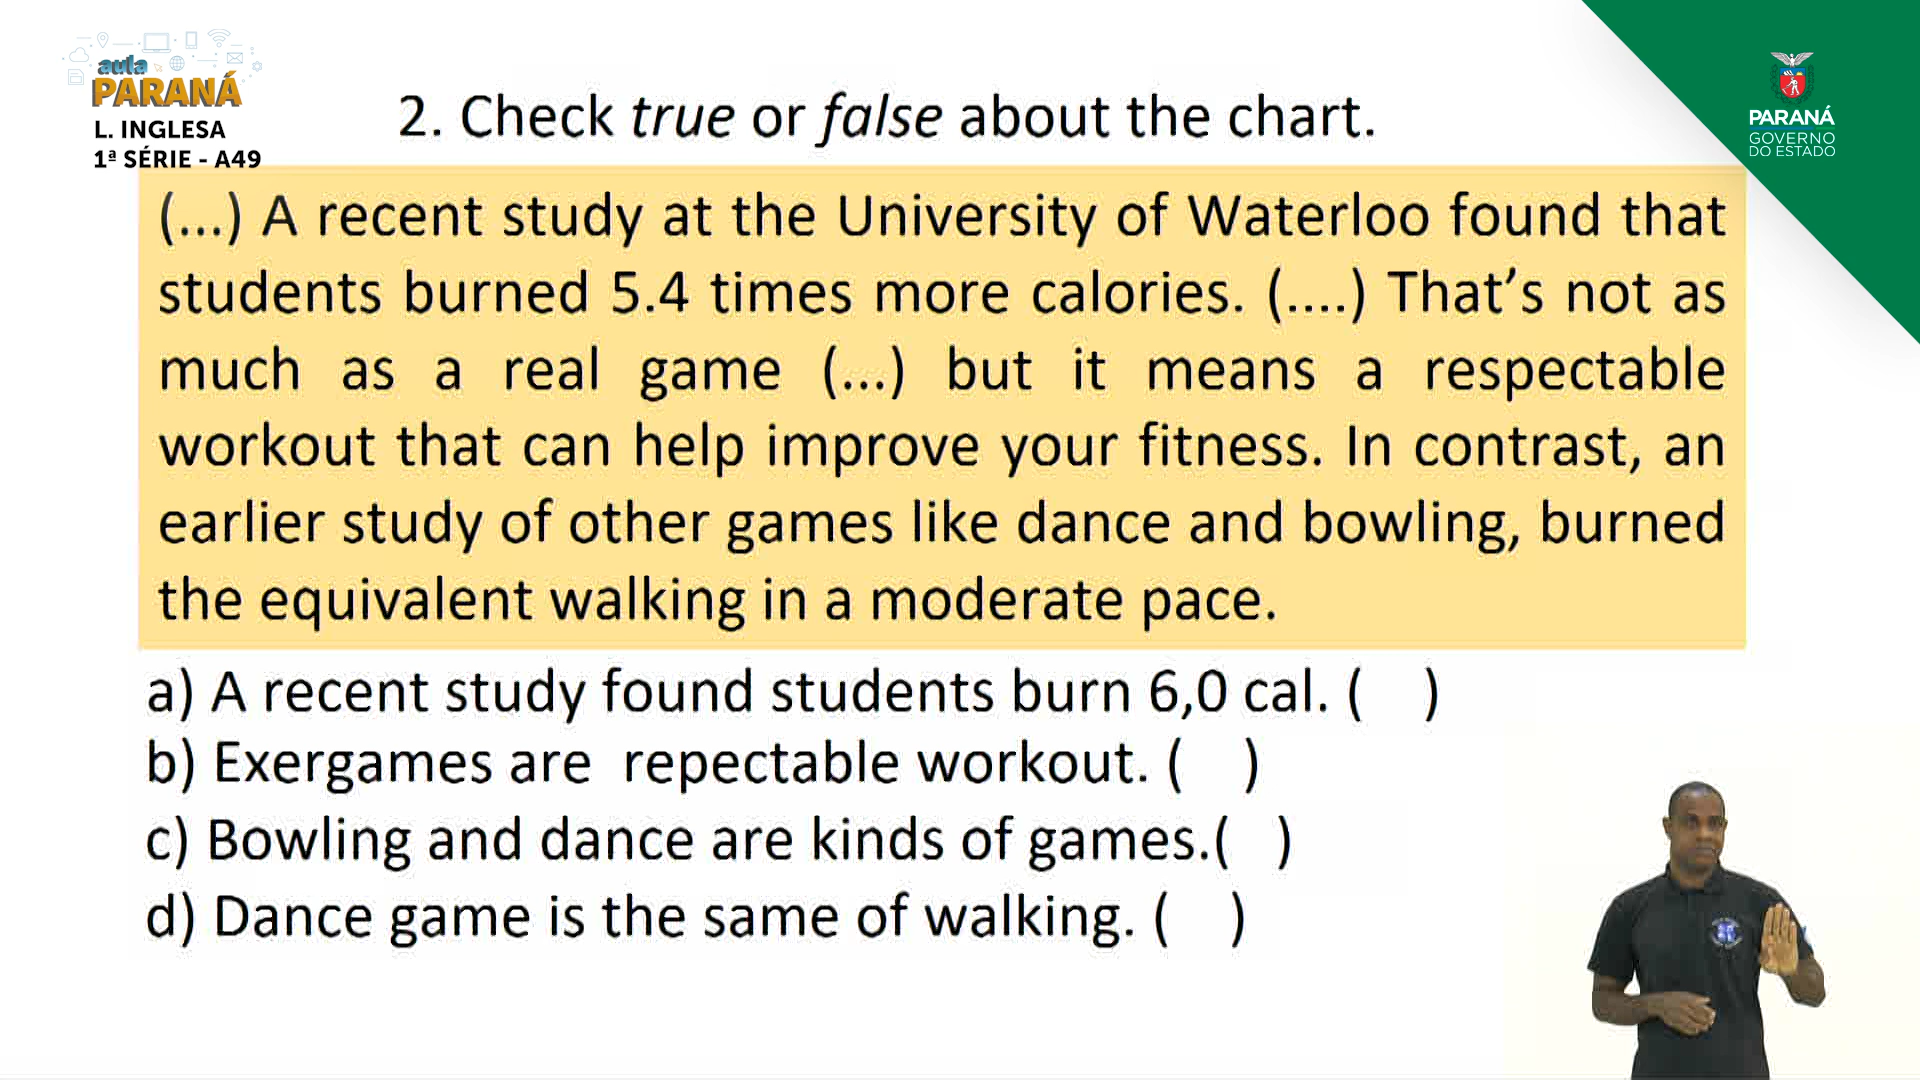 aula
PARANÁ
L. INGLESA
1ª SÉRIE - A49
2. Check true or false about the chart.
PARANÁ
GOVERNO
DO ESTADO
(...) A recent study at the University of Waterloo found that
students burned 5.4 times more calories. (....) That’s not as
much as a real game (...) but it means a respectable
workout that can help improve your fitness. In contrast, an
earlier study of other games like dance and bowling, burned
the equivalent walking in a moderate pace.
a) A recent study found students burn 6,0 cal. (    )
b) Exergames are  repectable workout. (    )
c) Bowling and dance are kinds of games.(   )
d) Dance game is the same of walking. (    )